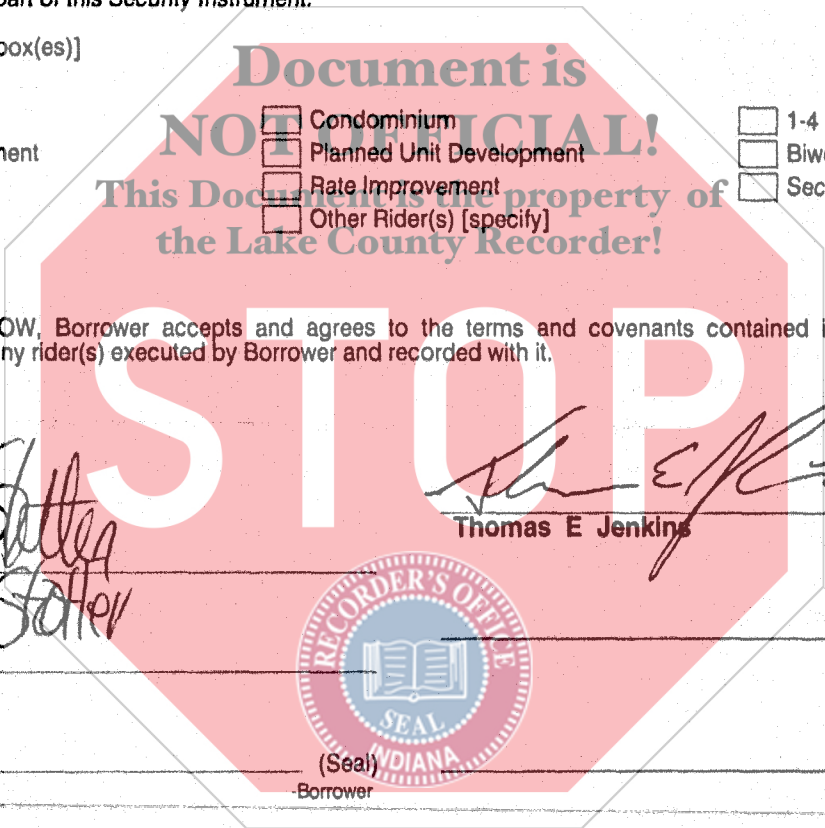 part of this Security Instrument.
box(es)]
Document is
NOT OFFICIAL!
This Document is the property of
the Lake County Recorder!
Condominium
1-4
ment
Planned Unit Development
Rate Improvement
Other Rider(s) [specify]
OW, Borrower accepts and agrees to the terms and covenants contained
ny rider(s) executed by Borrower and recorded with it.
STOP
Thomas E Jenkins
RECORDER'S OFFICE
SEAL
INDIANA
(Seal)
-Borrower